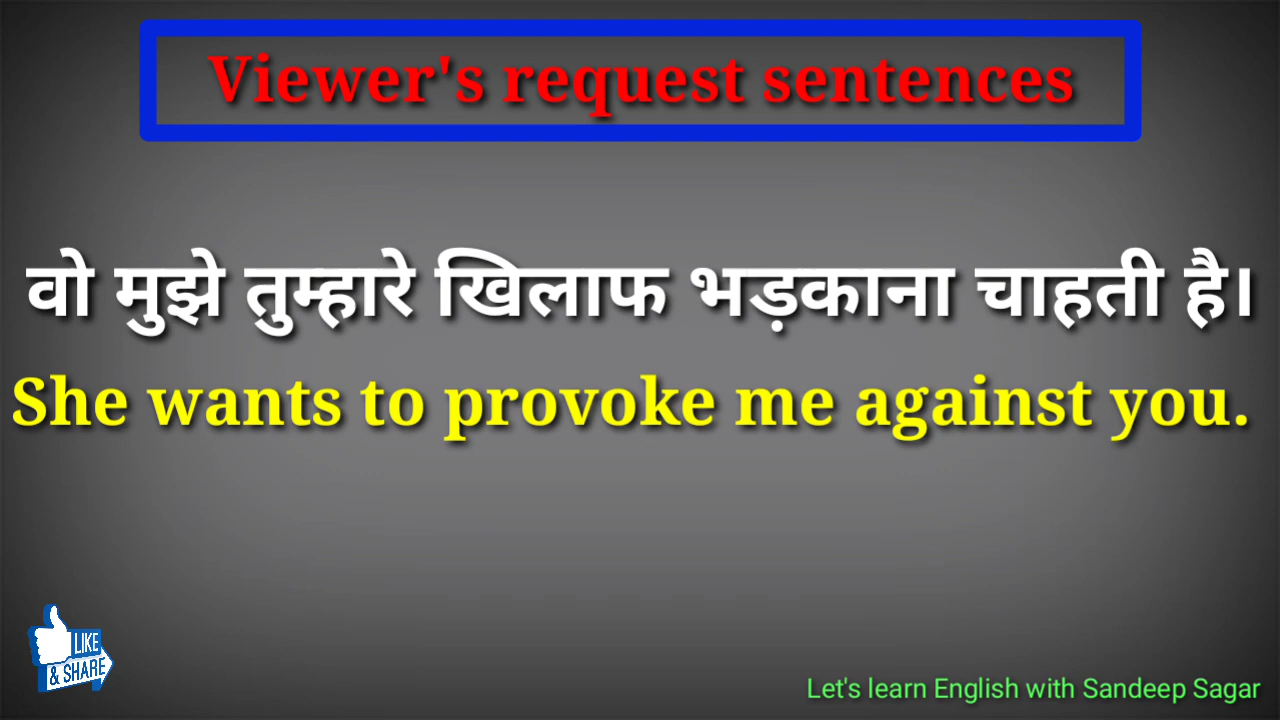 Viewer's request sentences
वो मुझे तुम्हारे खिलाफ भड़काना चाहती है।
She wants to provoke me against you.
LIKE
& SHARE
Let's learn English with Sandeep Sagar